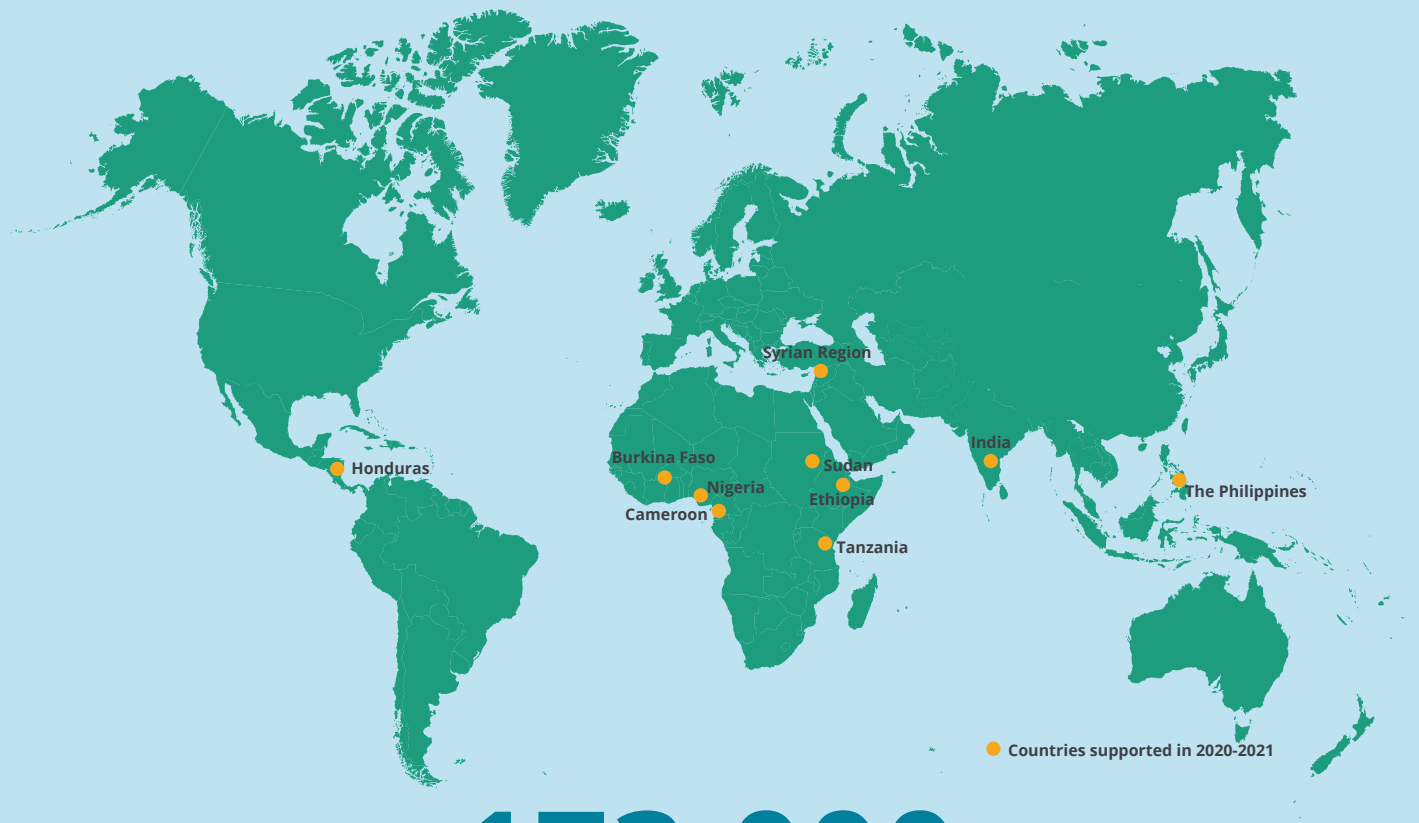 Syrian Region
India
Burkina Faso
Sudan
Honduras
Nigeria
The Philippines
Ethiopia
Cameroon
Tanzania
Countries supported in 2020-2021